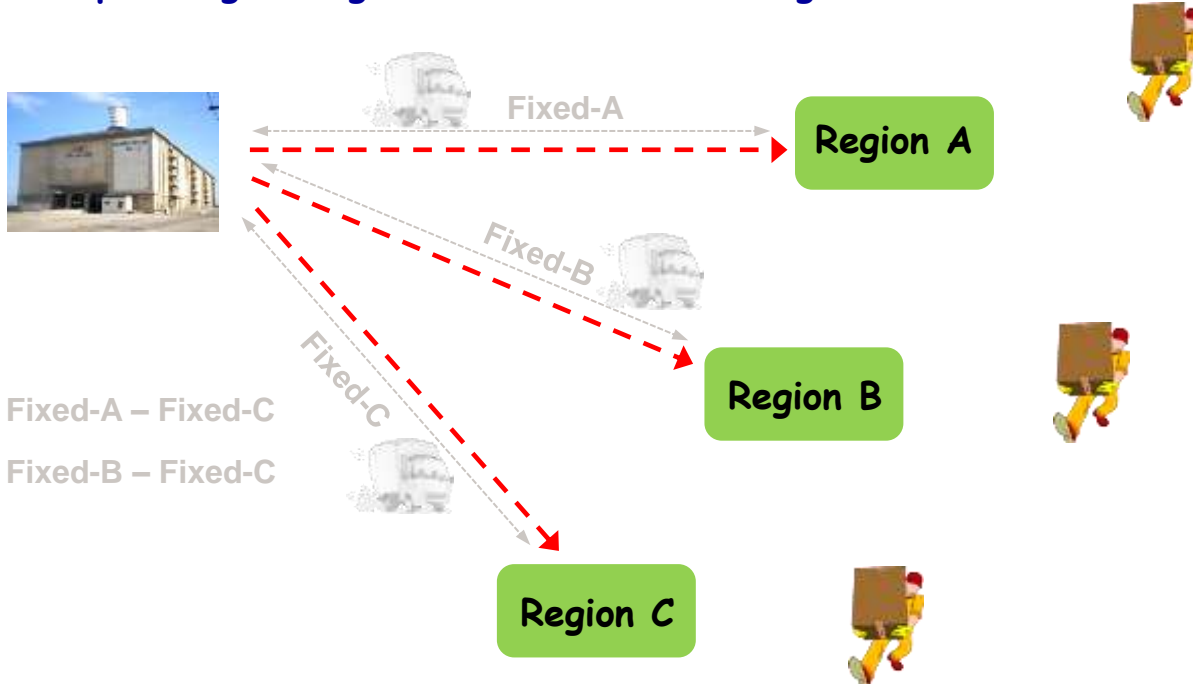 Fixed-A
Region A
Fixed-B
Region B
Fixed-C
Fixed-A – Fixed-C
Fixed-B – Fixed-C
Region C